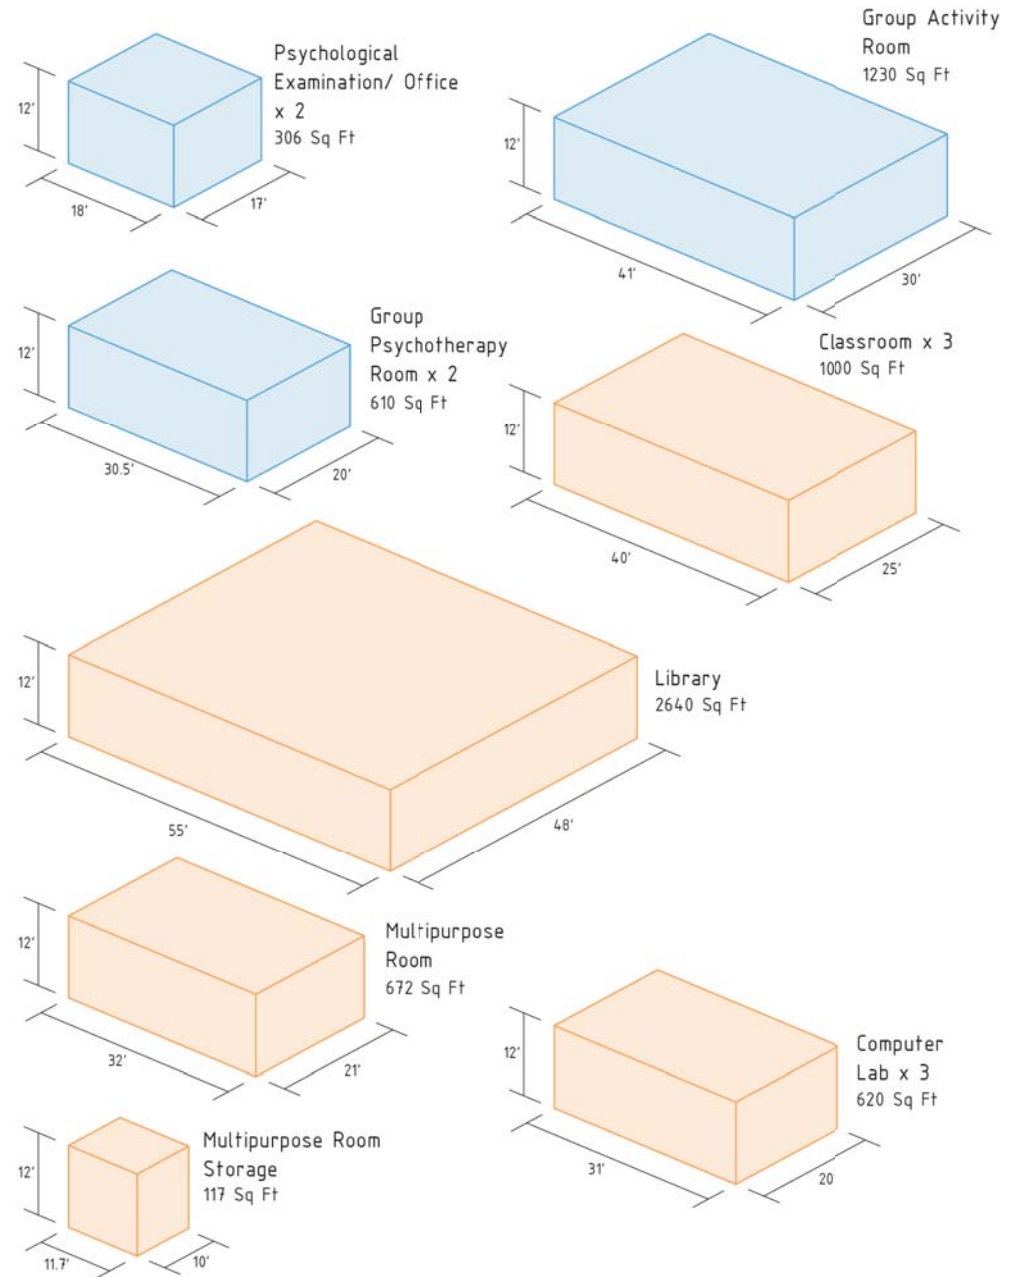 Psychological
Examination/ Office
x 2
306 Sq Ft
12'
18'
17'
Group Activity
Room
1230 Sq Ft
12'
41'
30'
Group
Psychotherapy
Room x 2
610 Sq Ft
12'
30.5'
20'
Classroom x 3
1000 Sq Ft
12'
40'
25'
Library
2640 Sq Ft
12'
55'
48'
Multipurpose
Room
672 Sq Ft
12'
32'
21'
Computer
Lab x 3
620 Sq Ft
12'
31'
20
Multipurpose Room
Storage
117 Sq Ft
12'
11.7'
10'